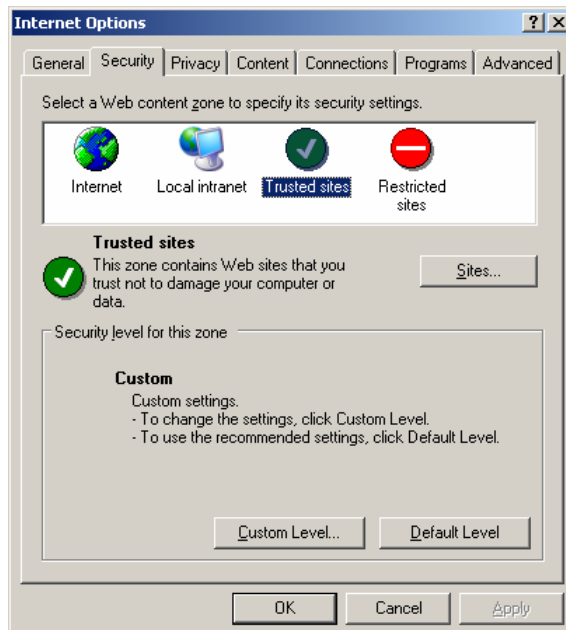 Internet Options
General Security Privacy Content Connections Programs Advanced
Select a Web content zone to specify its security settings.
Internet Local intranet Trusted sites Restricted
sites
Trusted sites
This zone contains Web sites that you
trust not to damage your computer or
data.
Sites...
Security level for this zone
Custom
Custom settings.
- To change the settings, click Custom Level.
- To use the recommended settings, click Default Level.
Custom Level... Default Level
OK Cancel Apply